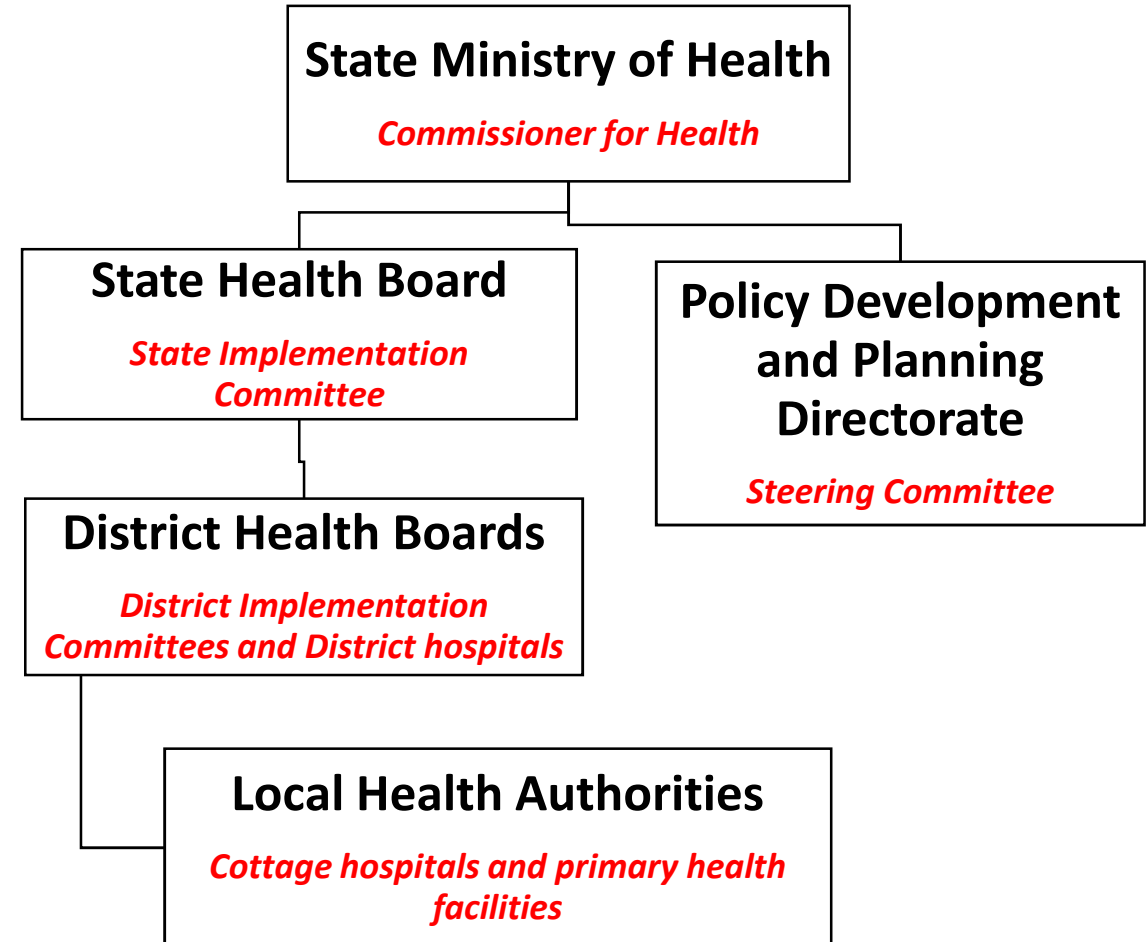 State Ministry of Health
Commissioner for Health
State Health Board
State Implementation
Committee
Policy Development
and Planning
Directorate
Steering Committee
District Health Boards
District Implementation
Committees and District hospitals
Local Health Authorities
Cottage hospitals and primary health
facilities